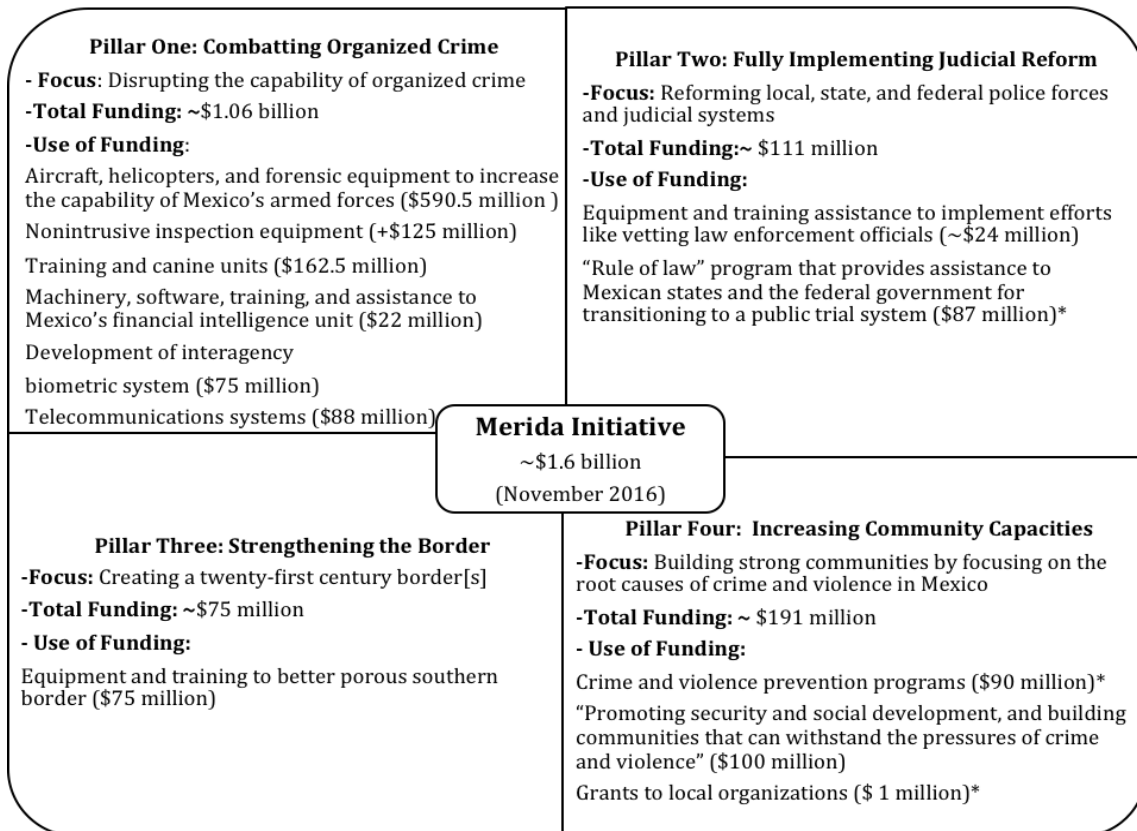 Pillar One: Combatting Organized Crime
- Focus: Disrupting the capability of organized crime
-Total Funding: ~$1.06 billion
-Use of Funding:
Aircraft, helicopters, and forensic equipment to increase
the capability of Mexico’s armed forces ($590.5 million )
Nonintrusive inspection equipment (+$125 million)
Training and canine units ($162.5 million)
Machinery, software, training, and assistance to
Mexico’s financial intelligence unit ($22 million)
Development of interagency
biometric system ($75 million)
Telecommunications systems ($88 million)
Pillar Two: Fully Implementing Judicial Reform
-Focus: Reforming local, state, and federal police forces
and judicial systems
-Total Funding:~ $111 million
-Use of Funding:
Equipment and training assistance to implement efforts
like vetting law enforcement officials (~$24 million)
“Rule of law” program that provides assistance to
Mexican states and the federal government for
transitioning to a public trial system ($87 million)*
Merida Initiative
~$1.6 billion
(November 2016)
Pillar Three: Strengthening the Border
-Focus: Creating a twenty-first century border[s]
-Total Funding: ~$75 million
- Use of Funding:
Equipment and training to better porous southern
border ($75 million)
Pillar Four:  Increasing Community Capacities
-Focus: Building strong communities by focusing on the
root causes of crime and violence in Mexico
-Total Funding: ~ $191 million
- Use of Funding:
Crime and violence prevention programs ($90 million)*
“Promoting security and social development, and building
communities that can withstand the pressures of crime
and violence” ($100 million)
Grants to local organizations ($ 1 million)*